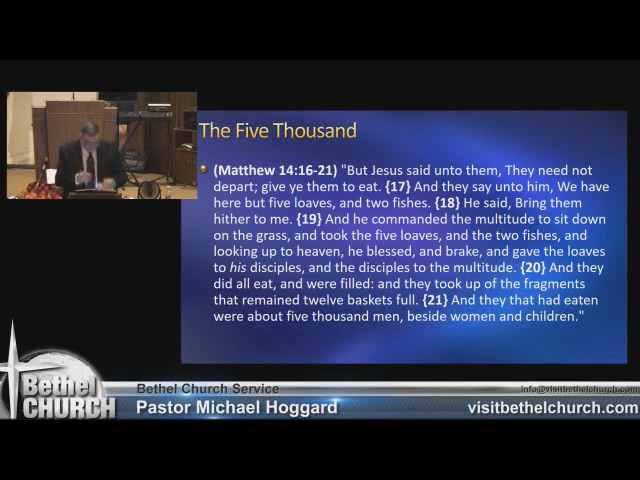 The Five Thousand
(Matthew 14:16-21) "But Jesus said unto them, They need not
depart; give ye them to eat. {17} And they say unto him, We have
here but five loaves, and two fishes. {18} He said, Bring them
hither to me. {19} And he commanded the multitude to sit down
on the grass, and took the five loaves, and the two fishes, and
looking up to heaven, he blessed, and brake, and gave the loaves
to his disciples, and the disciples to the multitude. {20} And they
did all eat, and were filled: and they took up of the fragments
that remained twelve baskets full. {21} And they that had eaten
were about five thousand men, beside women and children."
Bethel
CHURCH
Bethel Church Service
info@visitbethelchurch.com
Pastor Michael Hoggard
visitbethelchurch.com